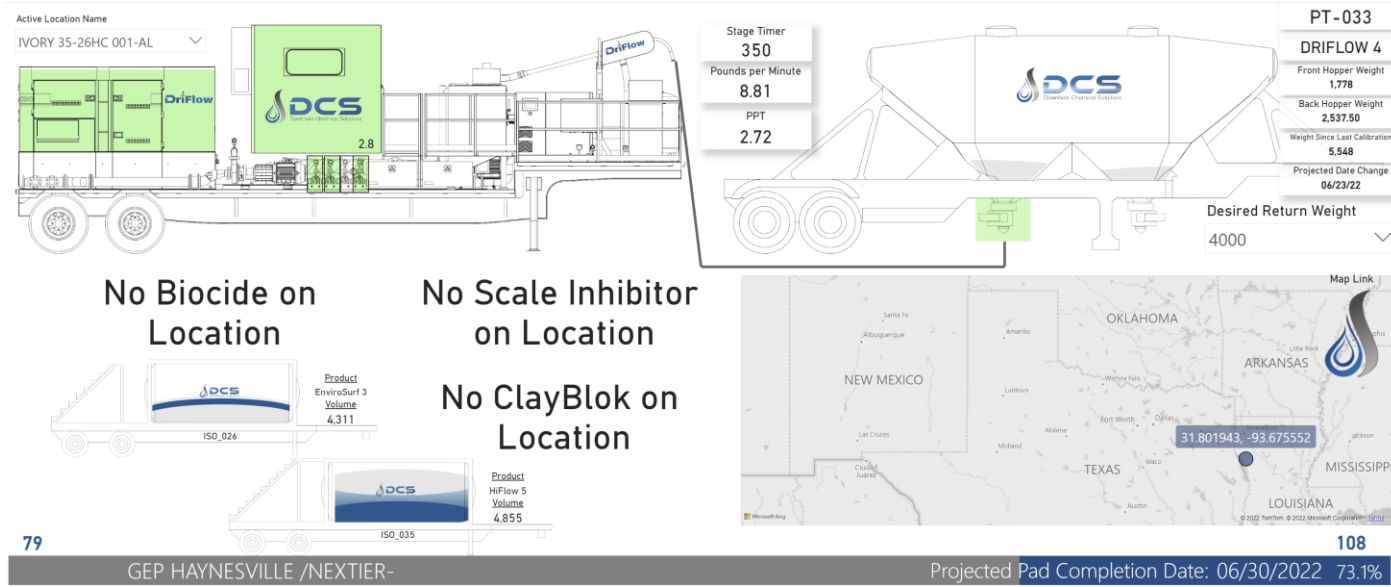 Active Location Name
IVORY 35-26HC 001-AL
DriFlow
DCS
Downhole Chemical Solutions
2.8
DriFlow
Stage Timer
350
Pounds per Minute
8.81
PPT
2.72
DCS
Downhole Chemical Solutions
PT-033
DRIFLOW 4
Front Hopper Weight
1,778
Back Hopper Weight
2,537.50
Weight Since Last Calibration
5,548
Projected Date Change
06/23/22
Desired Return Weight
4000
No Biocide on
Location
No Scale Inhibitor
on Location
No ClayBlok on
Location
DCS
Product
EnviroSurf 3
Volume
4,311
ISO_026
DCS
Product
HiFlow 5
Volume
4,855
ISO_035
Map Link
Santa Fe
Albuquerque
Amarillo
OKLAHOMA
Little Rock
ARKANSAS
NEW MEXICO
Wichita Falls
Lubbock
Fort Worth
Dallas
Abilene
31.801943, -93.675552
Las Cruces
Midland
Jackson
Ciudad
Juárez
TEXAS
Waco
MISSISSIPPI
Austin
LOUISIANA
Microsoft Bing
© 2022 TomTom, © 2022 Microsoft Corporation Terms
79
108
GEP HAYNESVILLE /NEXTIER-
Projected Pad Completion Date: 06/30/2022 73.1%